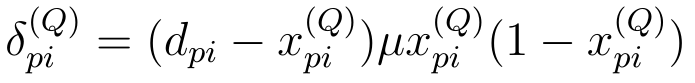 δ_{pi}^{(Q)} = (d_{pi} − x_{pi}^{(Q)})μx_{pi}^{(Q)}(1 − x_{pi}^{(Q)})